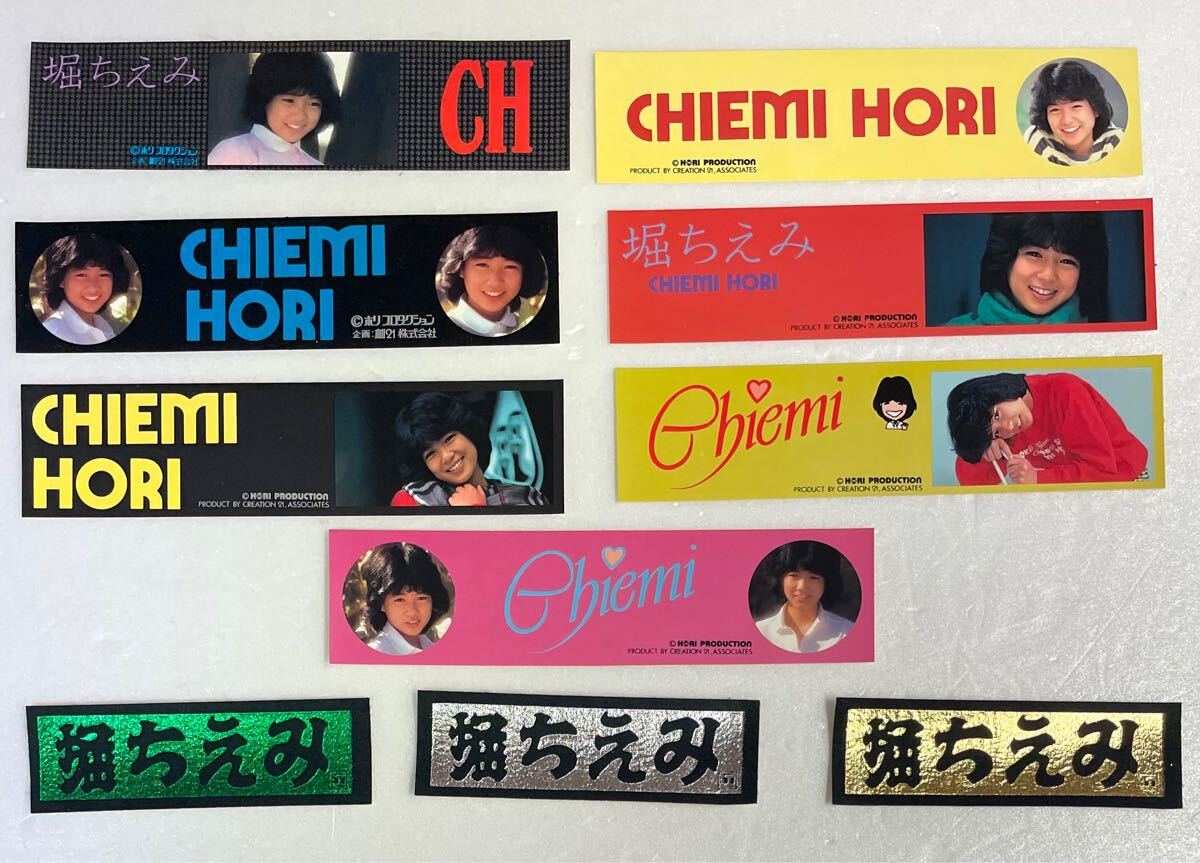 堀ちえみ
CH
©ホリプロダクション
企画:創21株式会社
CHIEMI HORI
© HORI PRODUCTION
PRODUCT BY CREATION 21, ASSOCIATES
CHIEMI
HORI
©ホリプロダクション
企画:創21株式会社
堀ちえみ
CHIEMI HORI
© HORI PRODUCTION
PRODUCT BY CREATION 21, ASSOCIATES
CHIEMI
HORI
© HORI PRODUCTION
PRODUCT BY CREATION 21, ASSOCIATES
Chiemi
© HORI PRODUCTION
PRODUCT BY CREATION 21, ASSOCIATES
Chiemi
© HORI PRODUCTION
PRODUCT BY CREATION 21, ASSOCIATES
堀ちえみ
堀ちえみ
堀ちえみ